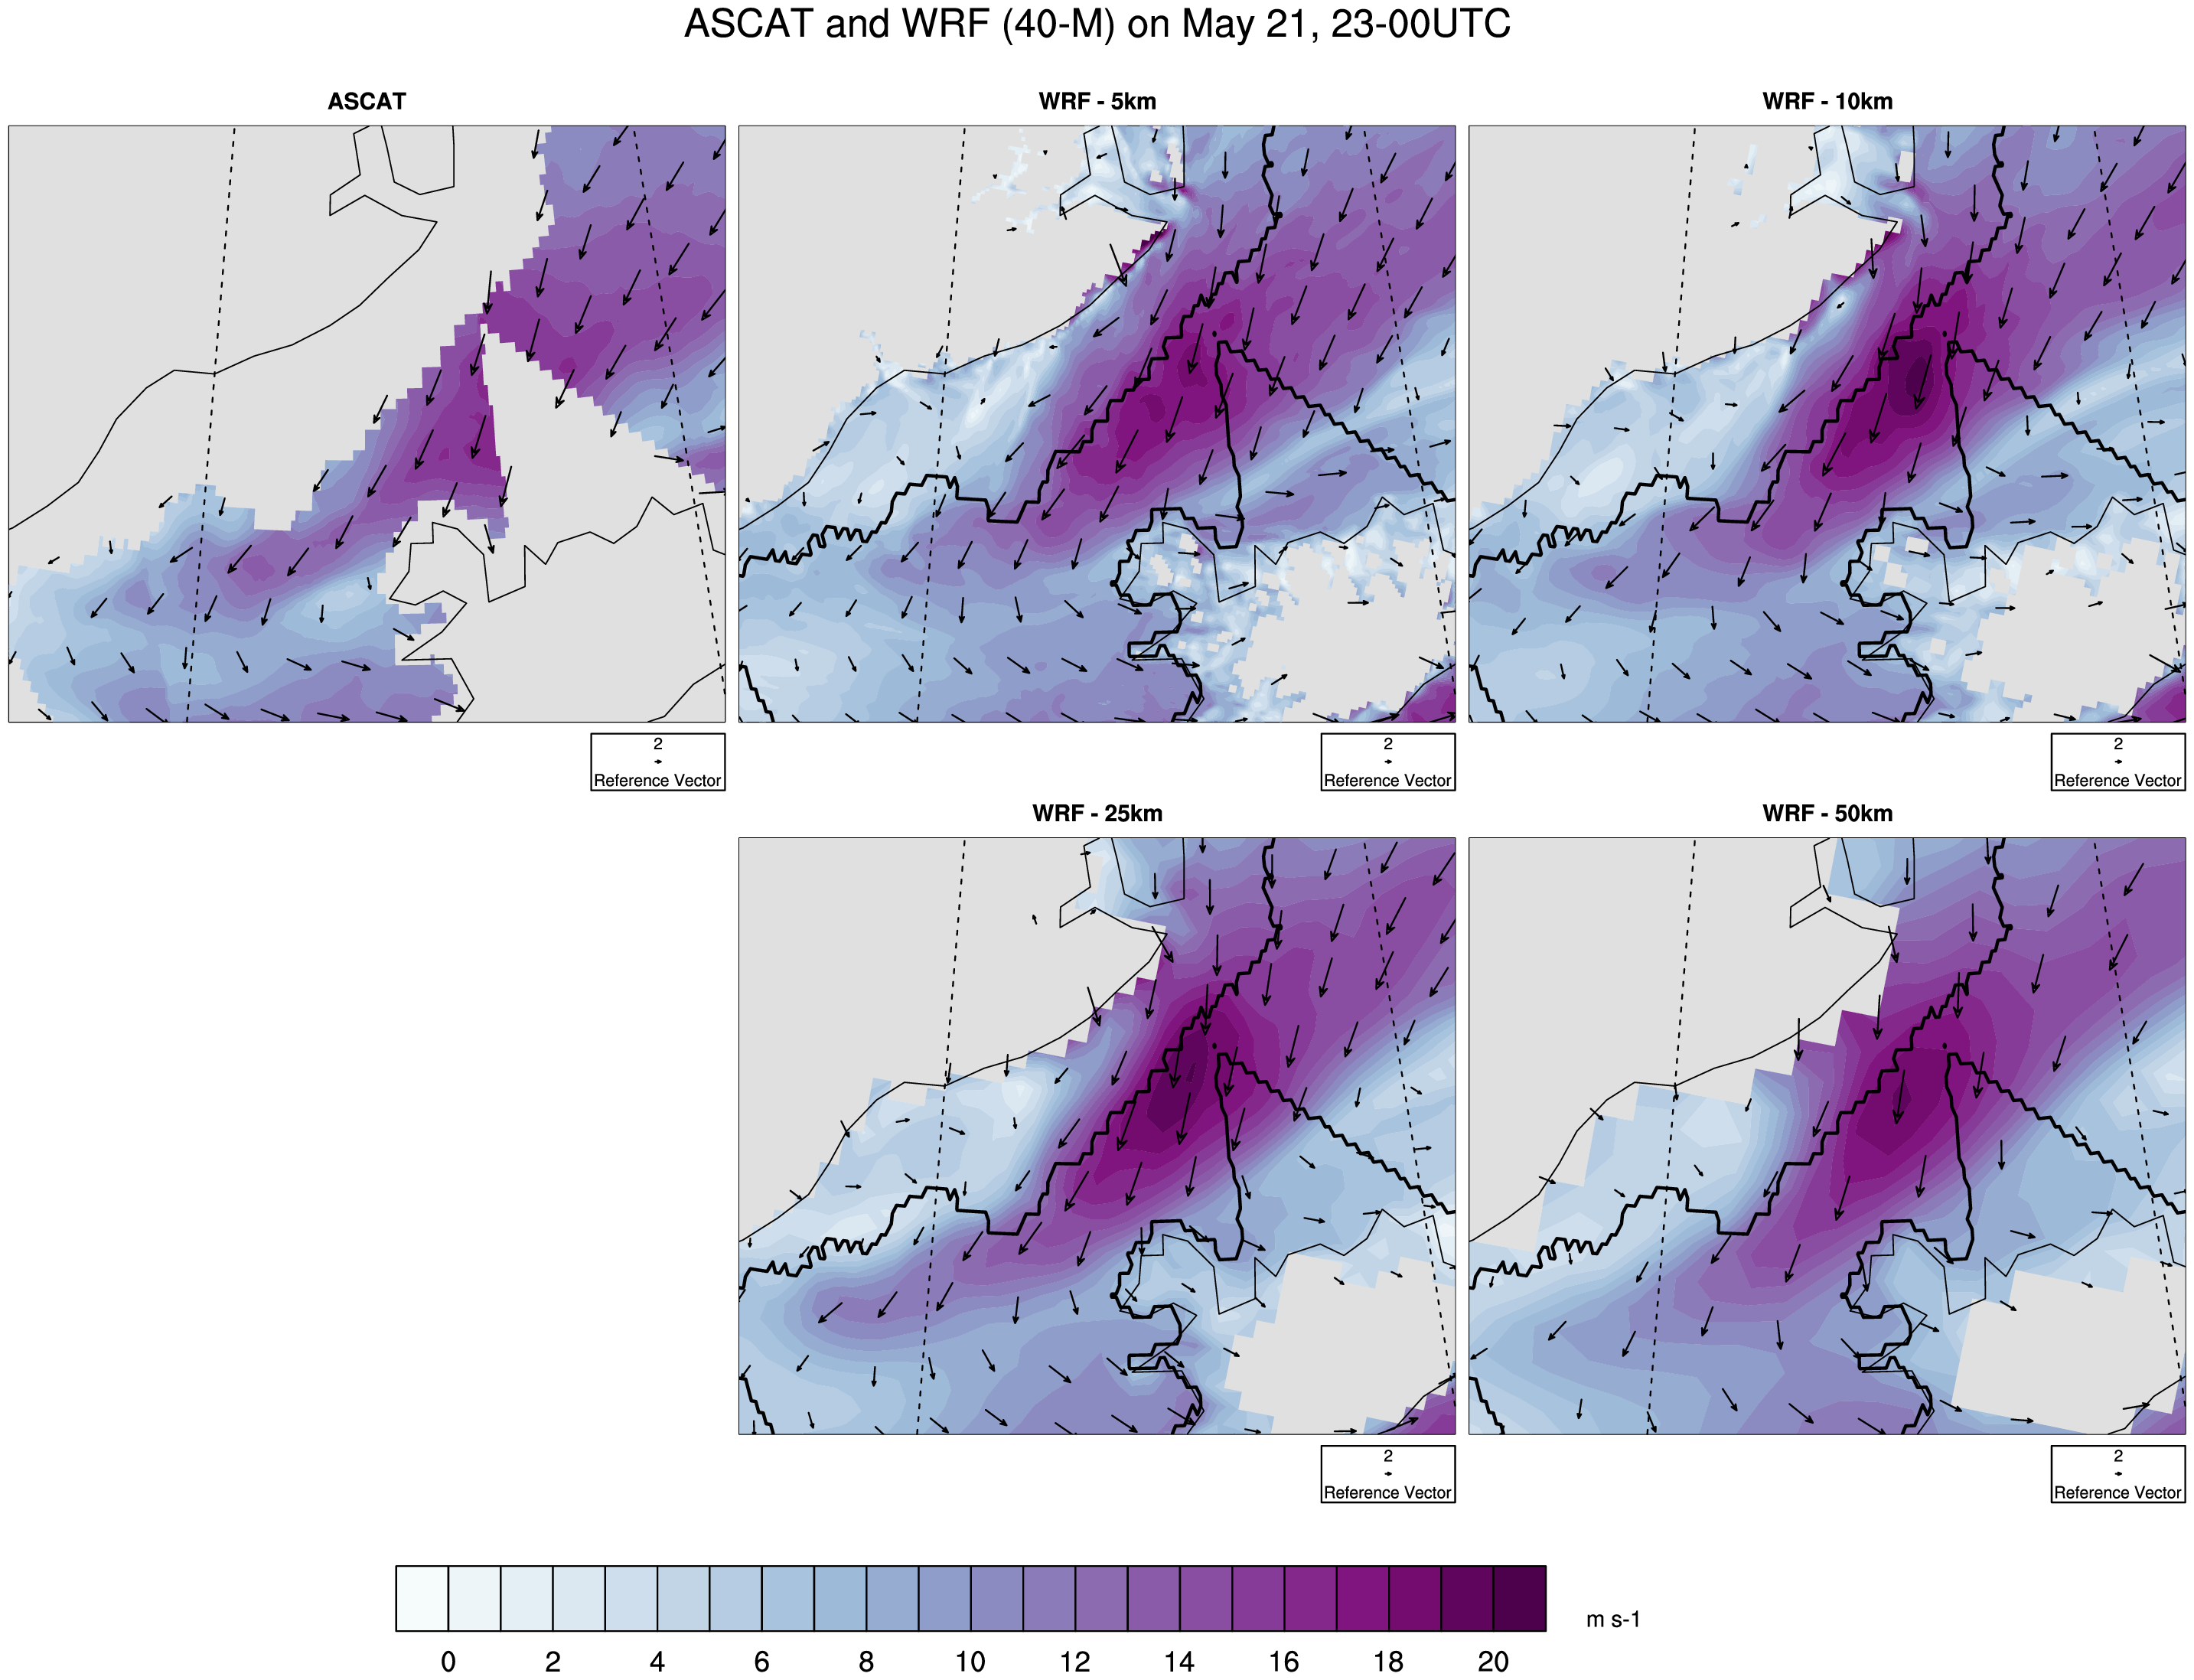 ASCAT and WRF (40-M) on May 21, 23-00UTC
ASCAT
WRF - 5km
WRF - 10km
2
Reference Vector
2
Reference Vector
2
Reference Vector
WRF - 25km
WRF - 50km
2
Reference Vector
2
Reference Vector
m s-1
0 2 4 6 8 10 12 14 16 18 20